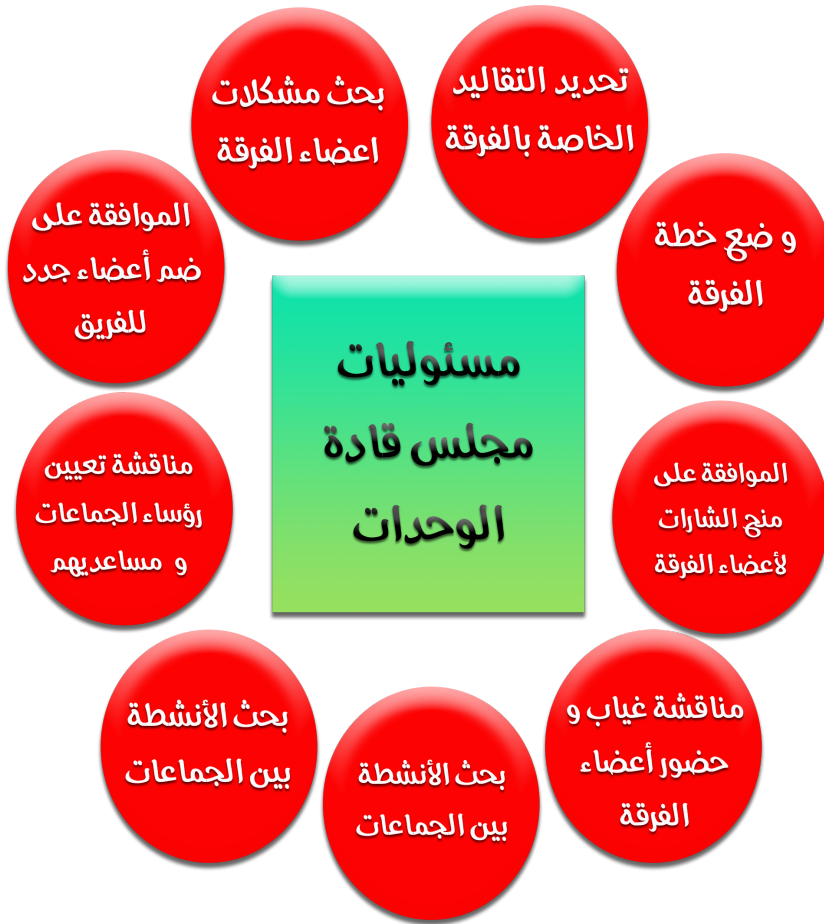 مسئوليات
مجلس قادة
الوحدات
تحديد التقاليد
الخاصة بالفرقة
و ضع خطة
الفرقة
الموافقة على
منح الشارات
لأعضاء الفرقة
مناقشة غياب و
حضور أعضاء
الفرقة
بحث الأنشطة
بين الجماعات
بحث الأنشطة
بين الجماعات
مناقشة تعيين
رؤساء الجماعات
و مساعديهم
الموافقة على
ضم أعضاء جدد
للفريق
بحث مشكلات
اعضاء الفرقة